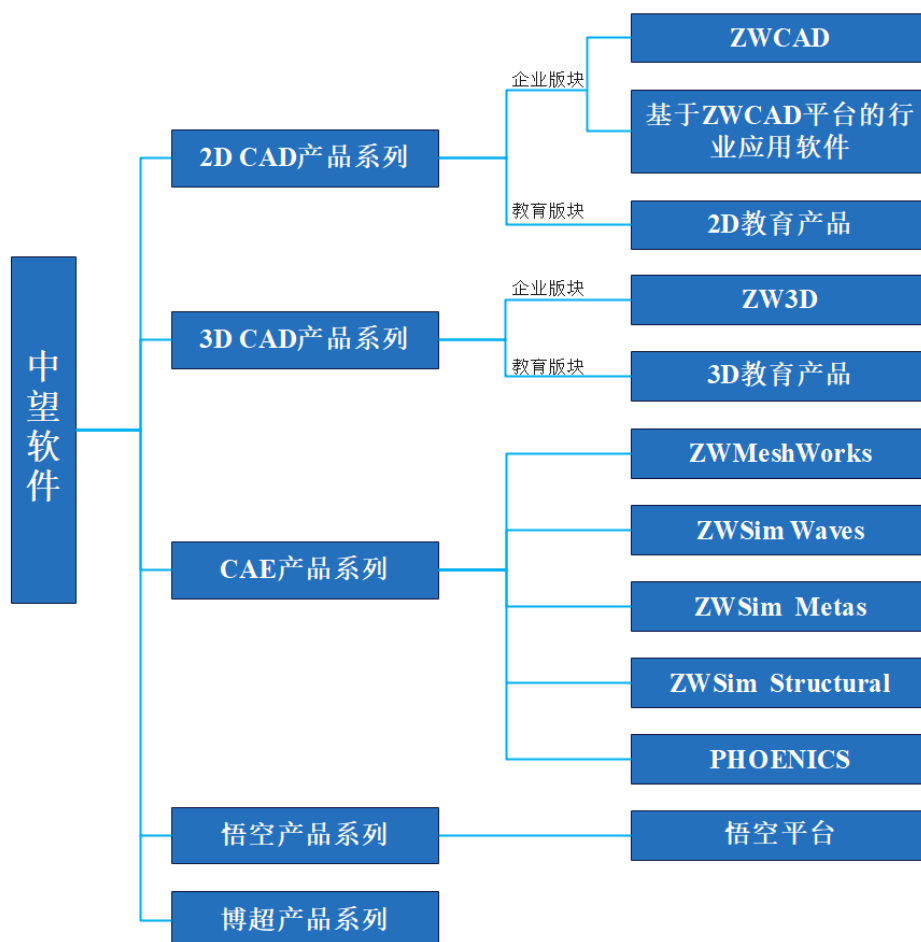 中望软件
2D CAD产品系列
企业版块
ZWCAD
基于ZWCAD平台的行
业应用软件
教育版块
2D教育产品
3D CAD产品系列
企业版块
ZW3D
教育版块
3D教育产品
CAE产品系列
ZWMeshWorks
ZWSim Waves
ZWSim Metas
ZWSim Structural
PHOENICS
悟空产品系列
悟空平台
博超产品系列